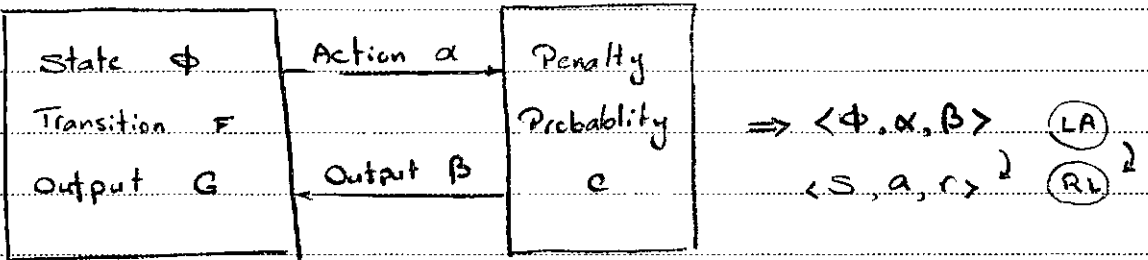 State Φ Action α Penalty
Transition F Probablity ⇒ <Φ, α, β> LA
Output G Output β C <S, a, r> RL